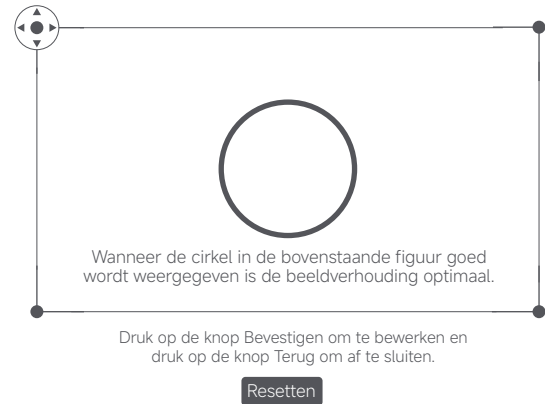 Wanneer de cirkel in de bovenstaande figuur goed
wordt weergegeven is de beeldverhouding optimaal.
Druk op de knop Bevestigen om te bewerken en
druk op de knop Terug om af te sluiten.
Resetten